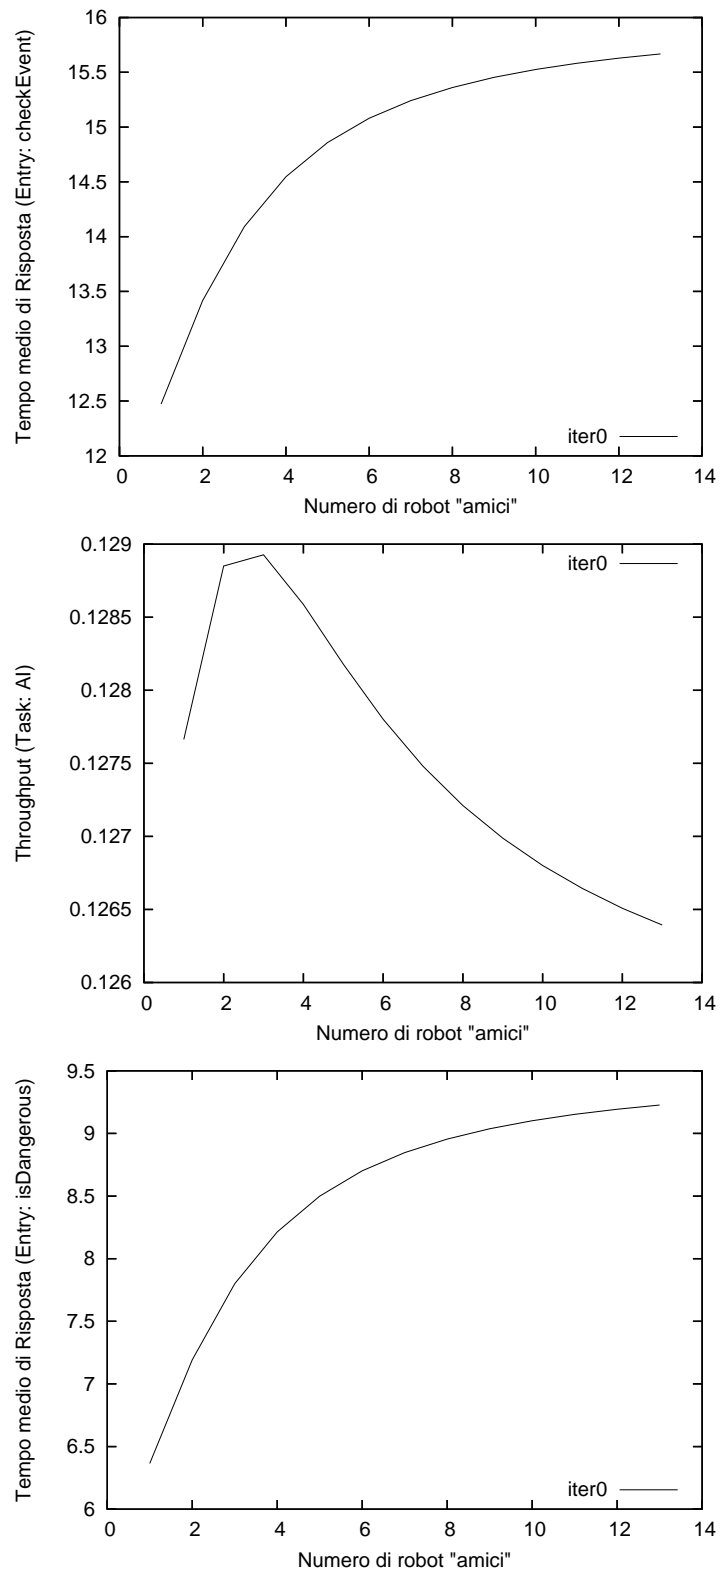 16
15.5
15
14.5
14
13.5
13
12.5
12
Tempo medio di Risposta (Entry: checkEvent)
iter0
0 2 4 6 8 10 12 14
Numero di robot "amici"
0.129
0.1285
0.128
0.1275
0.127
0.1265
0.126
Throughput (Task: AI)
iter0
0 2 4 6 8 10 12 14
Numero di robot "amici"
9.5
9
8.5
8
7.5
7
6.5
6
Tempo medio di Risposta (Entry: isDangerous)
iter0
0 2 4 6 8 10 12 14
Numero di robot "amici"